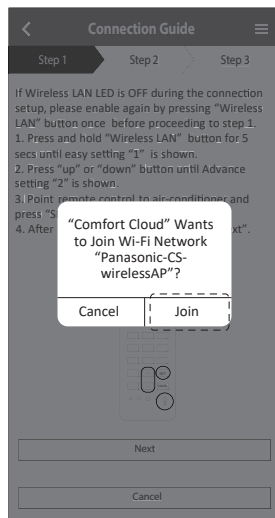 Connection Guide
Step 1
Step 2
Step 3
If Wireless LAN LED is OFF during the connection
setup, please enable again by pressing "Wireless
LAN" button once before proceeding to step 1.
1. Press and hold "Wireless LAN" button for 5
secs until easy setting "1" is shown.
2. Press "up" or "down" button until Advance
setting "2" is shown.
3. Point remote control to air-conditioner and
press "S
4. After
xt".
"Comfort Cloud" Wants
to Join Wi-Fi Network
"Panasonic-CS-
wirelessAP"?
Cancel
Join
Next
Cancel